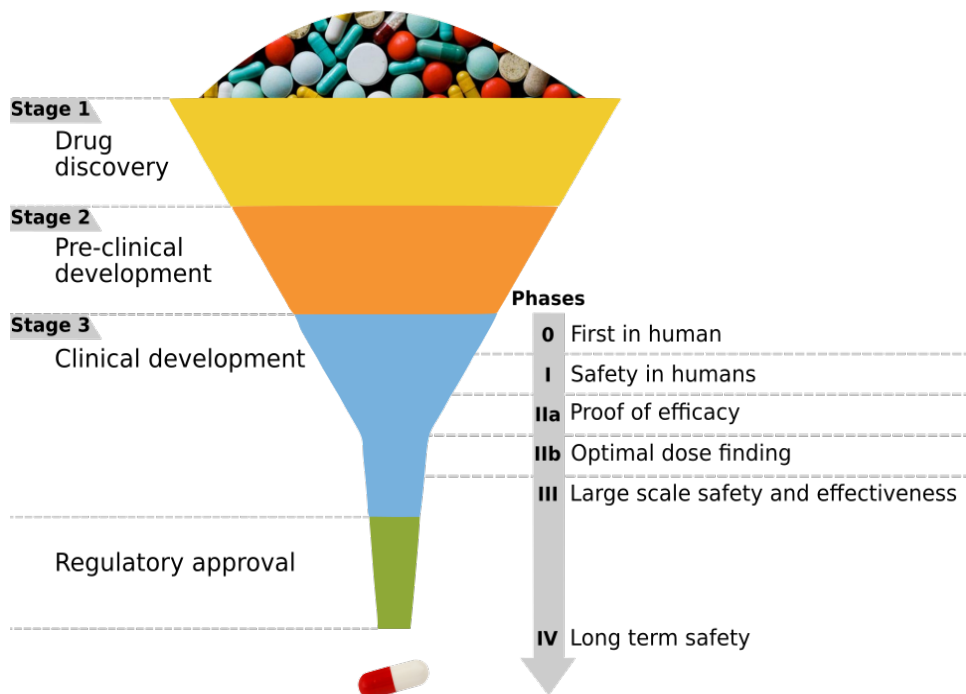 Stage 1
Drug
discovery
Stage 2
Pre-clinical
development
Phases
Stage 3
0 First in human
Clinical development
I Safety in humans
IIa Proof of efficacy
IIb Optimal dose finding
III Large scale safety and effectiveness
Regulatory approval
IV Long term safety